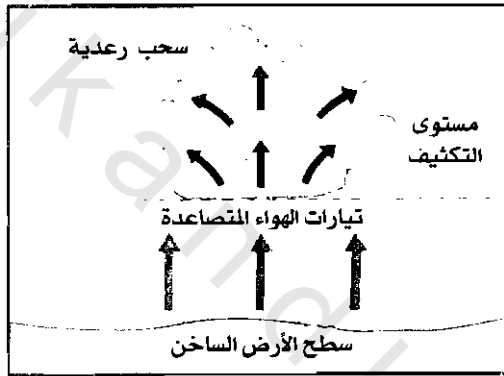 سحب رعدية
مستوى
التكثيف
تيارات الهواء المتصاعدة
سطح الأرض الساخن